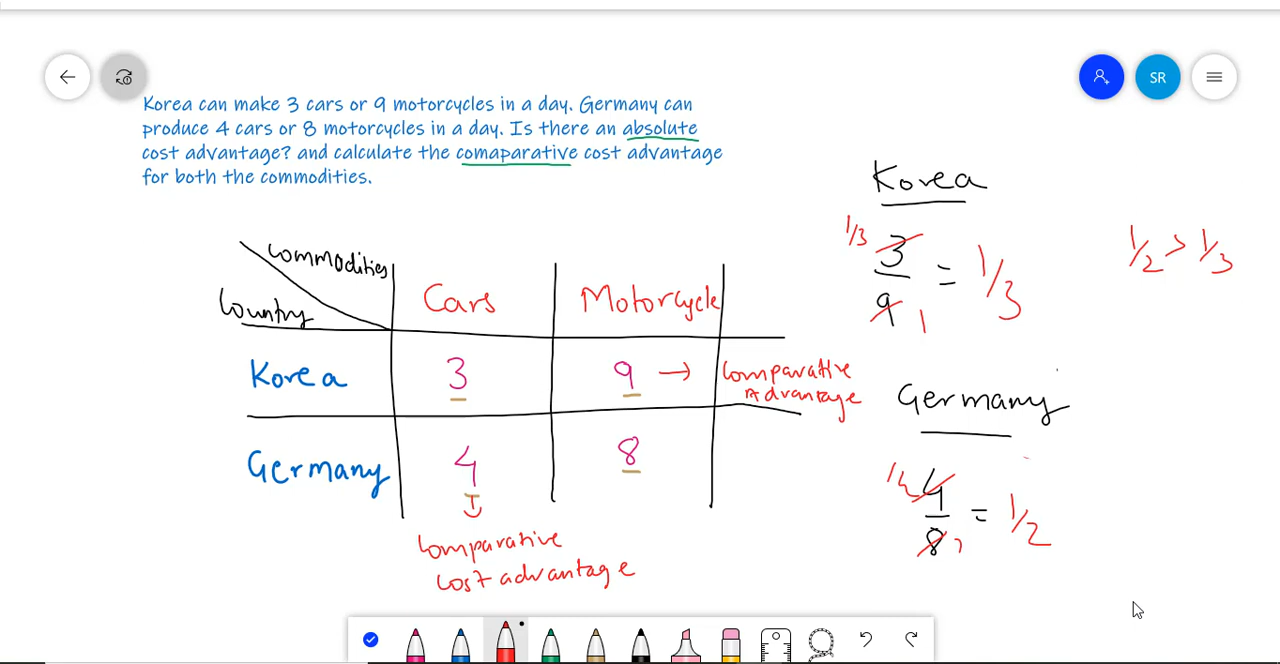 SR
Korea can make 3 cars or 9 motorcycles in a day. Germany can
produce 4 cars or 8 motorcycles in a day. Is there an absolute
cost advantage? and calculate the comaparative cost advantage
for both the commodities.
Commodities
Country
Cars
Motorcycle
Korea
3
9 → Comparative
Advantage
Germany
4
8
Comparative
Cost advantage
Korea
1/3 3/9 1 = 1/3
1/2 > 1/3
Germany
4/8 = 1/2